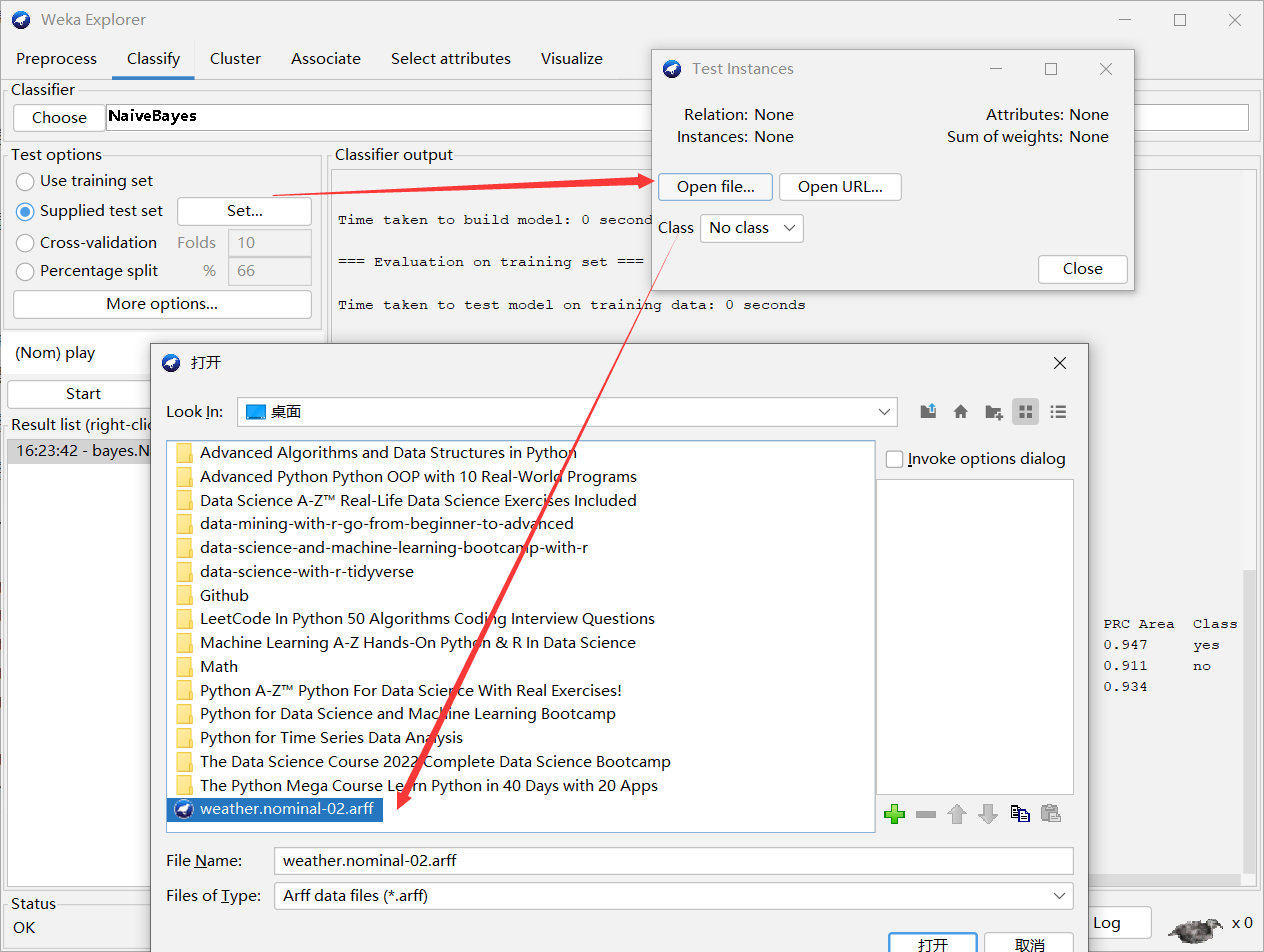 Weka Explorer
Preprocess Classify Cluster Associate Select attributes Visualize
Classifier
Choose NaiveBayes
Test options
Use training set
Supplied test set Set...
Cross-validation Folds 10
Percentage split % 66
More options...
(Nom) play
Start
Result list (right-clic
16:23:42 - bayes.N
Status
OK
Classifier output
Time taken to build model: 0 second
=== Evaluation on training set ===
Time taken to test model on training data: 0 seconds
PRC Area Class
0.947 yes
0.911 no
0.934
Log
x 0
Test Instances
Relation: None Attributes: None
Instances: None Sum of weights: None
Open file... Open URL...
Class No class
Close
打开
Look In: 桌面
Advanced Algorithms and Data Structures in Python
Advanced Python Python OOP with 10 Real-World Programs
Data Science A-Z™ Real-Life Data Science Exercises Included
data-mining-with-r-go-from-beginner-to-advanced
data-science-and-machine-learning-bootcamp-with-r
data-science-with-r-tidyverse
Github
LeetCode In Python 50 Algorithms Coding Interview Questions
Machine Learning A-Z Hands-On Python & R In Data Science
Math
Python A-Z™ Python For Data Science With Real Exercises!
Python for Data Science and Machine Learning Bootcamp
Python for Time Series Data Analysis
The Data Science Course 2022 Complete Data Science Bootcamp
The Python Mega Course Learn Python in 40 Days with 20 Apps
weather.nominal-02.arff
Invoke options dialog
File Name: weather.nominal-02.arff
Files of Type: Arff data files (*.arff)
打开 取消